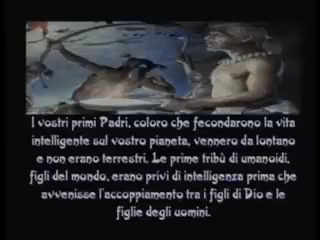 I vostri primi Padri, coloro che fecondarono la vita
intelligente sul vostro pianeta, vennero da lontano
e non erano terrestri. Le prime tribù di umanoidi,
figli del mondo, erano privi di intelligenza prima che
avvenisse l'accoppiamento tra i figli di Dio e le
figlie degli uomini.